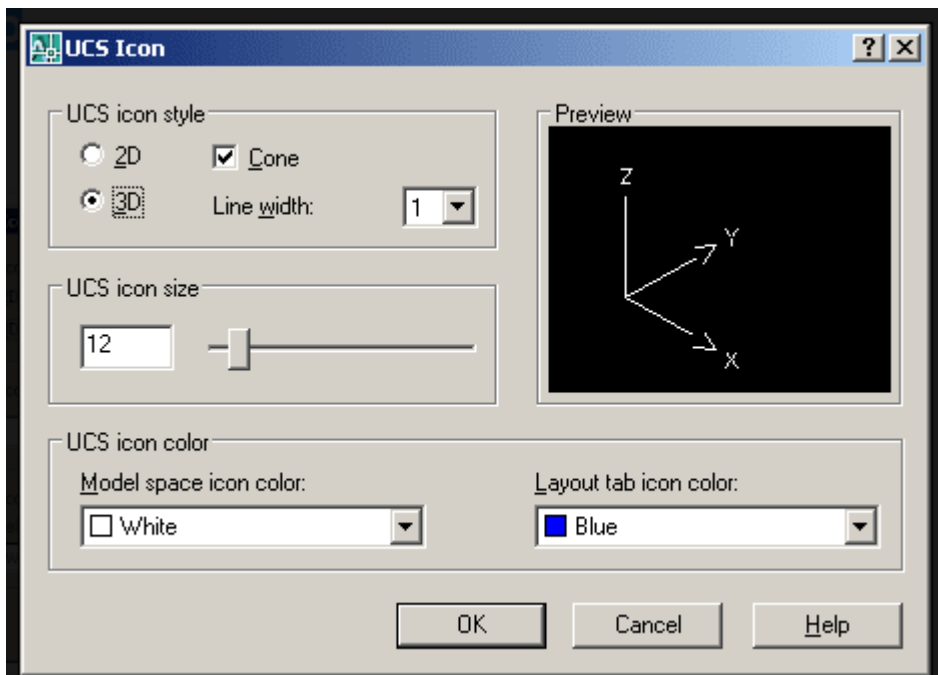 UCS Icon
UCS icon style
2D
Cone
3D
Line width:
1
Preview
Z
Y
X
UCS icon size
12
UCS icon color
Model space icon color:
White
Layout tab icon color:
Blue
OK
Cancel
Help